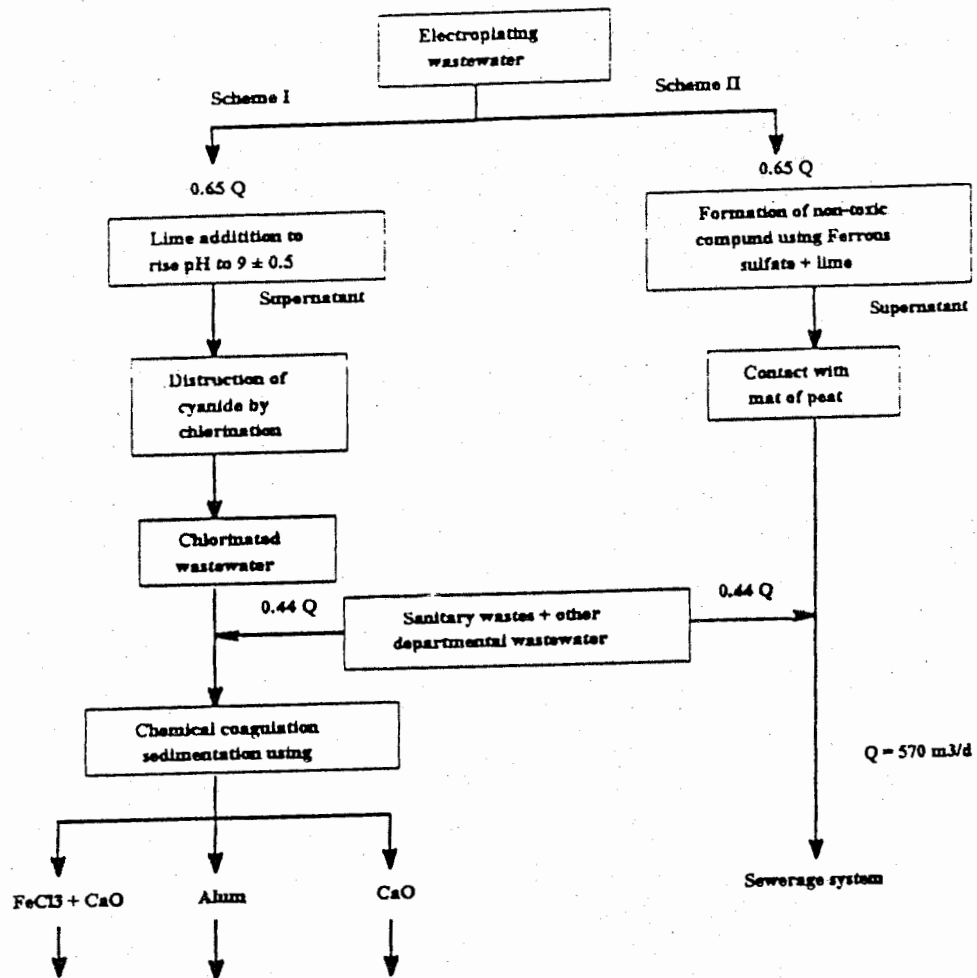 Electroplating
wastewater
Scheme I
Scheme II
0.65 Q
0.65 Q
Lime additition to
rise pH to 9 ± 0.5
Formation of non-toxic
compund using Ferrous
sulfate + lime
Supernatant
Supernatant
Distruction of
cyanide by
chlorination
Contact with
mat of peat
Chlorinated
wastewater
0.44 Q
0.44 Q
Sanitary wastes + other
departmental wastewater
Chemical coagulation
sedimentation using
Q = 570 m3/d
FeCl3 + CaO
Alum
CaO
Sewerage system